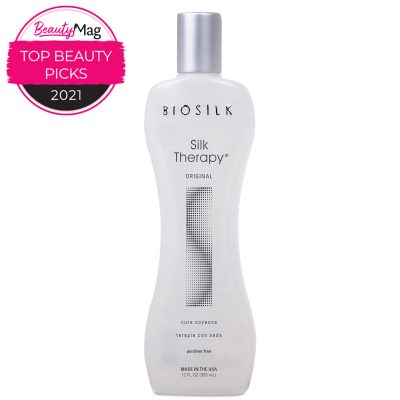 BeautyMag
TOP BEAUTY
PICKS
2021
BIOSILK
Silk
Therapy®
ORIGINAL
cure soyeuse
terapia con seda
paraben free
MADE IN THE USA
12 FL OZ (355 mL)